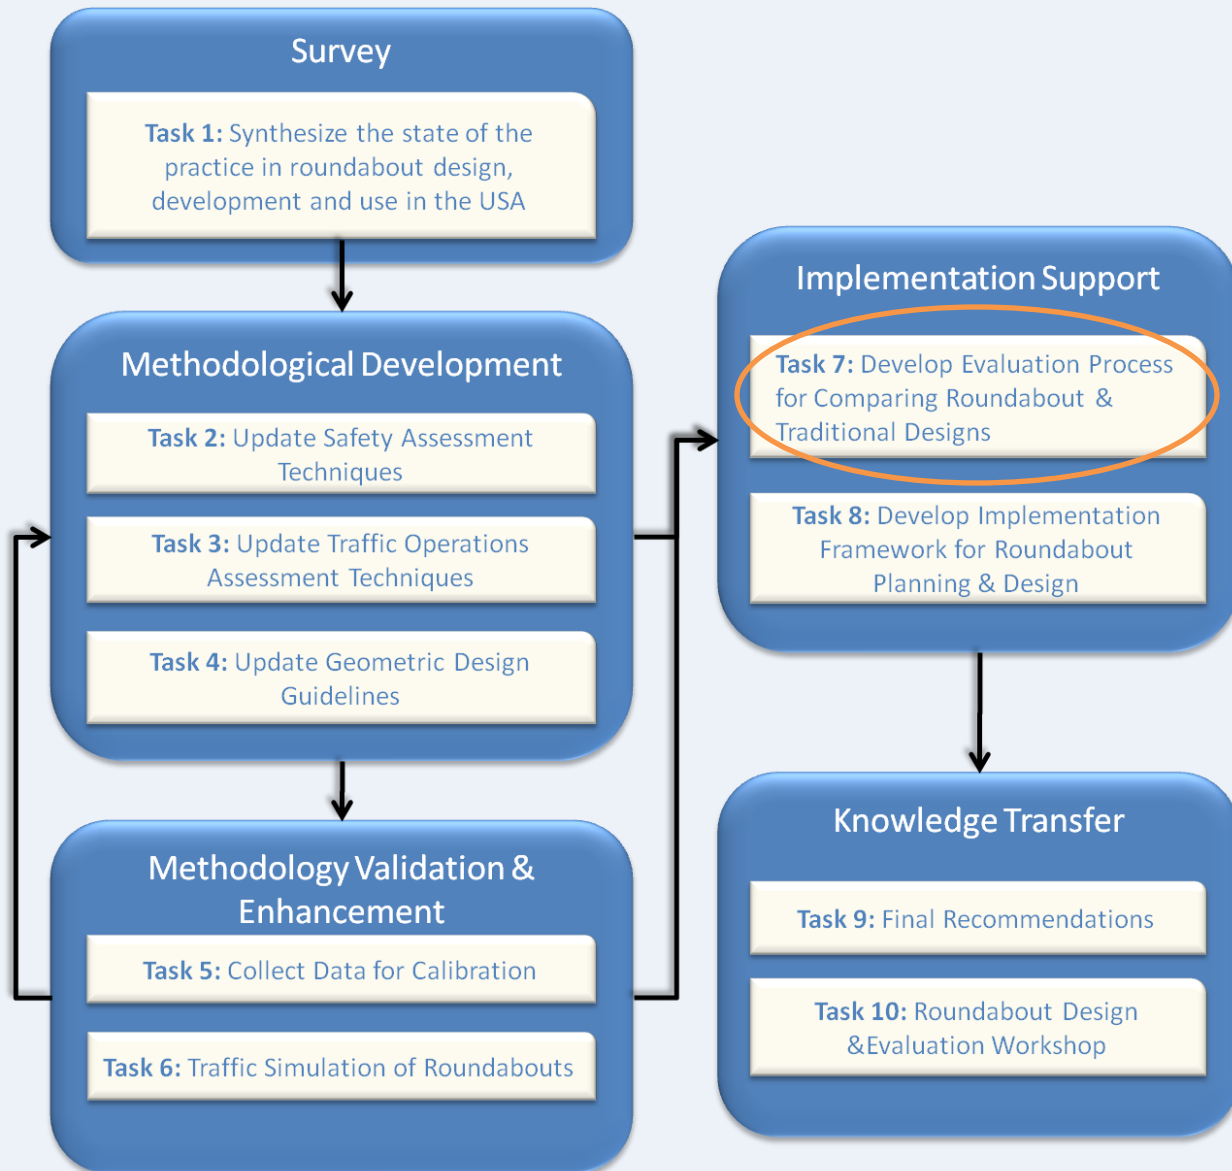 Survey
Task 1: Synthesize the state of the
practice in roundabout design,
development and use in the USA
Methodological Development
Task 2: Update Safety Assessment
Techniques
Task 3: Update Traffic Operations
Assessment Techniques
Task 4: Update Geometric Design
Guidelines
Methodology Validation &
Enhancement
Task 5: Collect Data for Calibration
Task 6: Traffic Simulation of Roundabouts
Implementation Support
Task 7: Develop Evaluation Process
for Comparing Roundabout &
Traditional Designs
Task 8: Develop Implementation
Framework for Roundabout
Planning & Design
Knowledge Transfer
Task 9: Final Recommendations
Task 10: Roundabout Design
&Evaluation Workshop